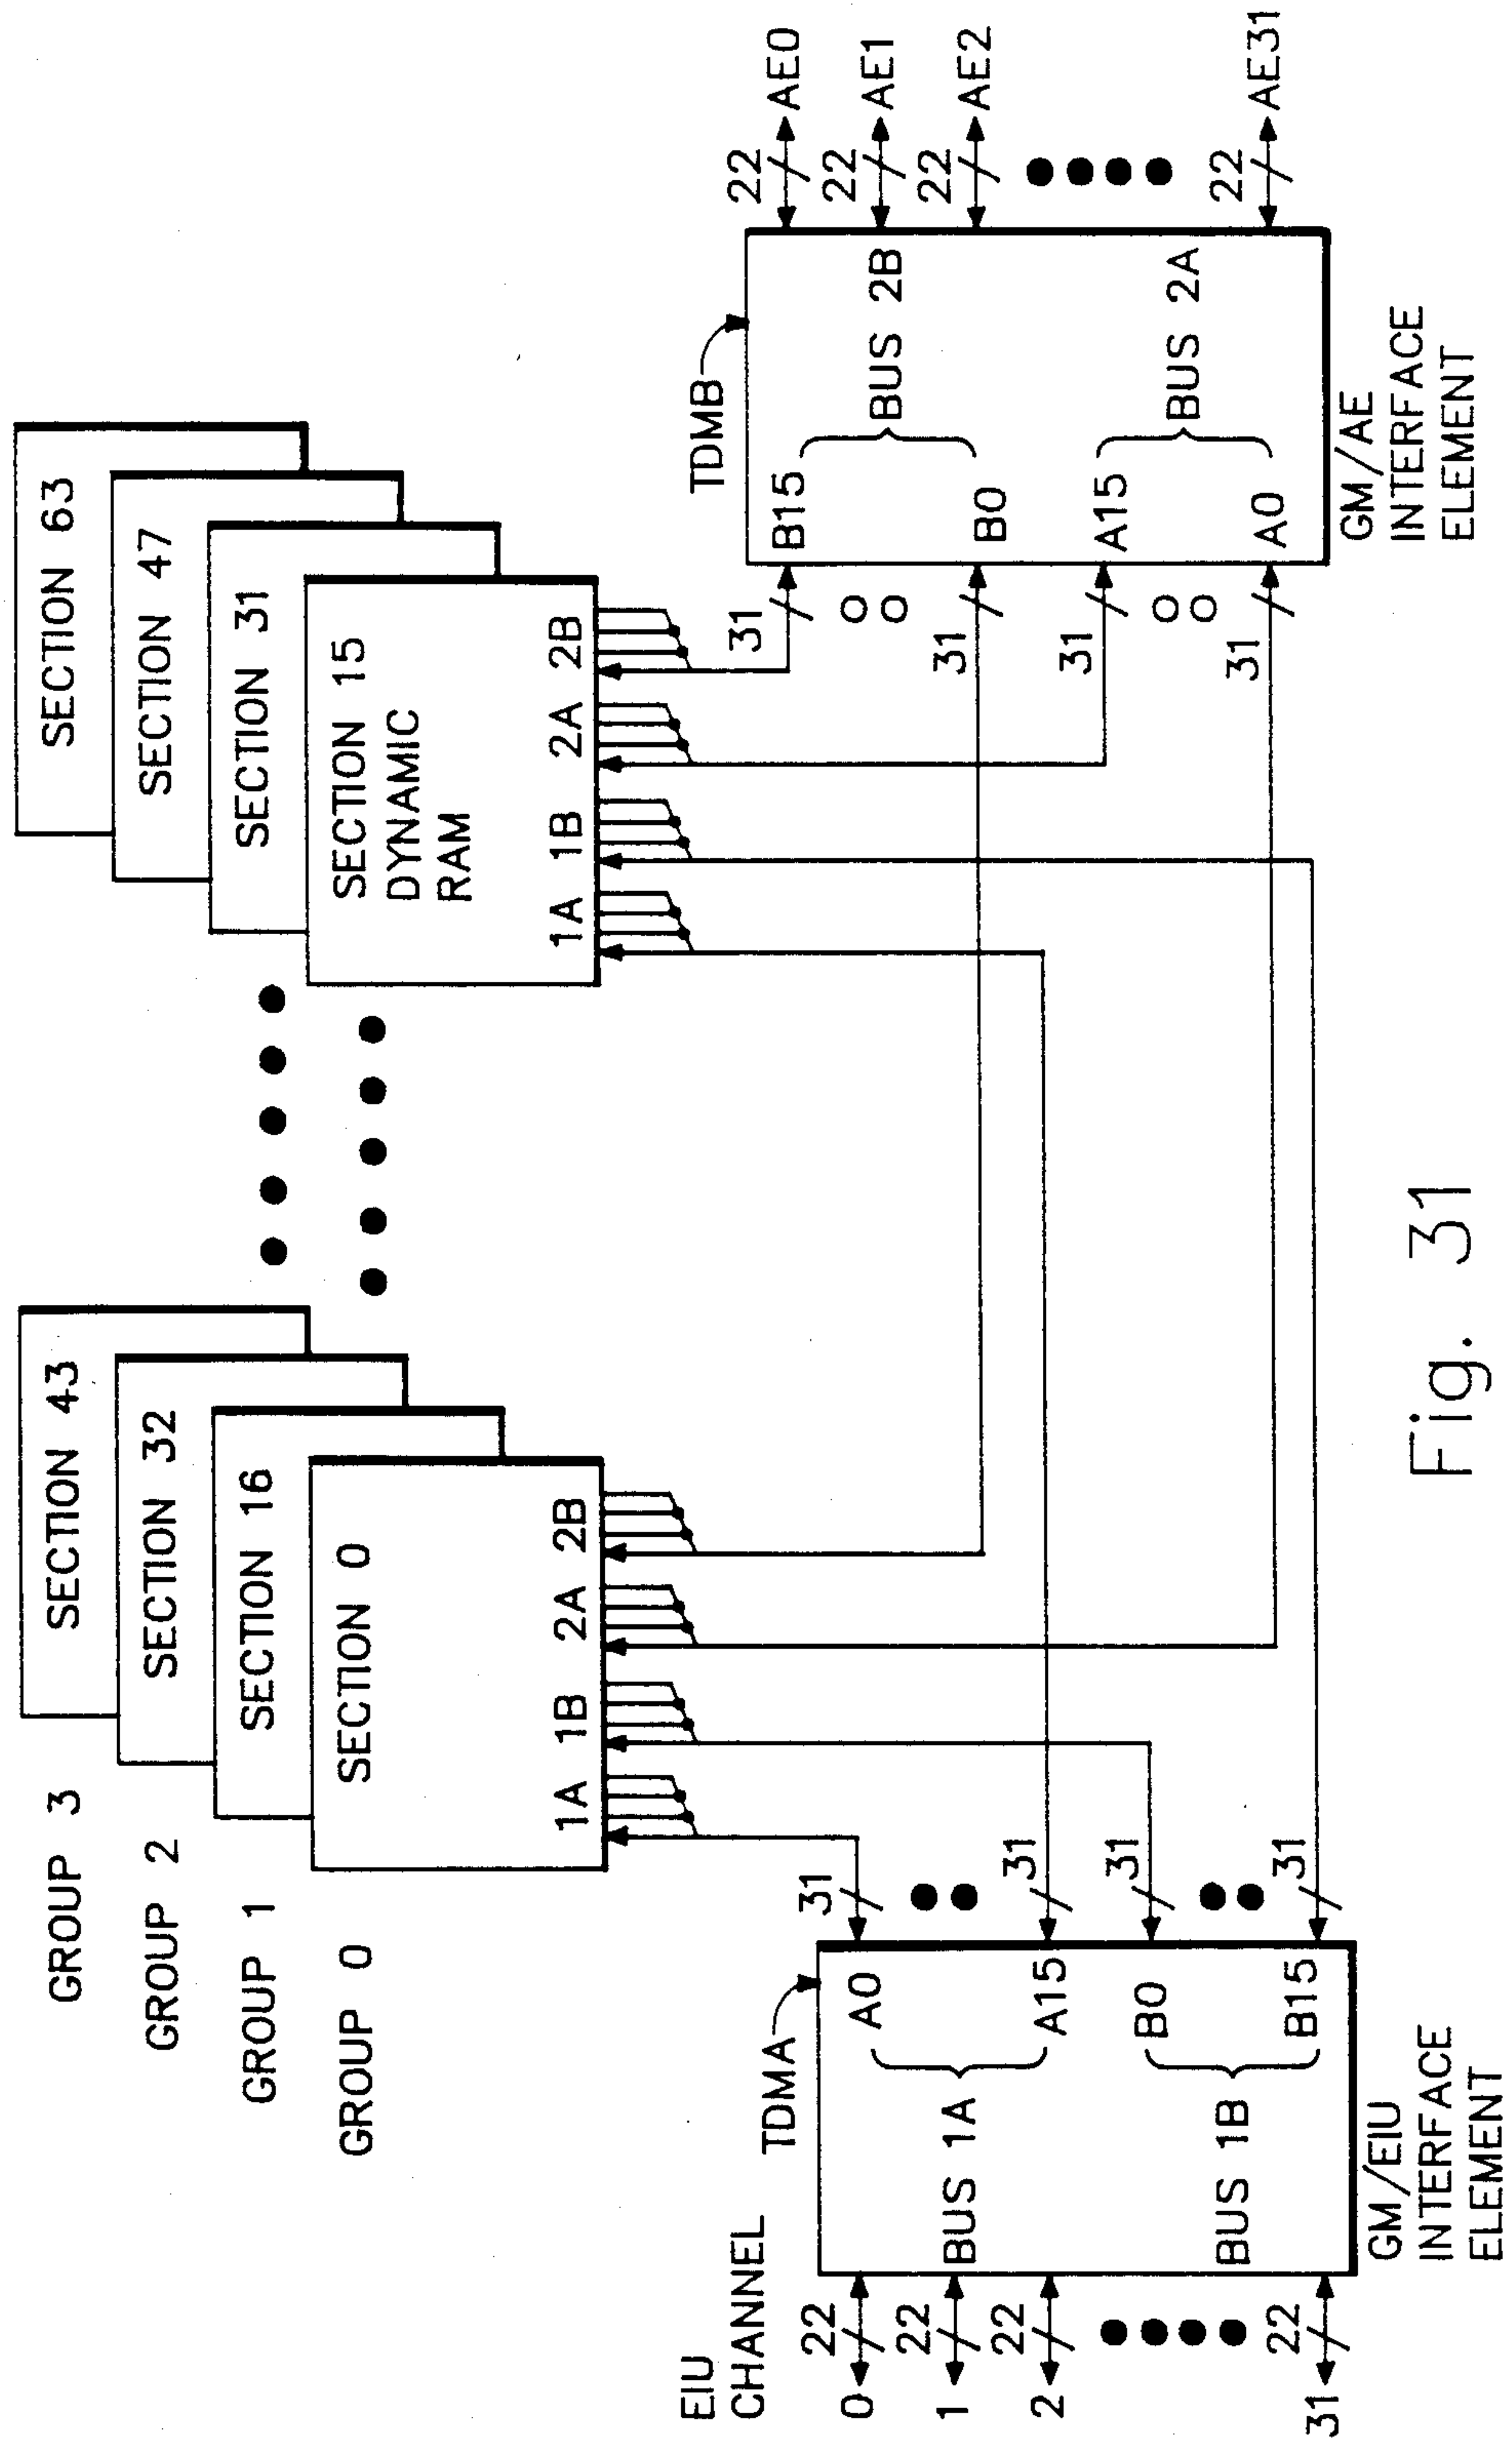 GROUP 3
GROUP 2
GROUP 1
GROUP 0
SECTION 43
SECTION 32
SECTION 16
SECTION 0
1A 1B 2A 2B
SECTION 63
SECTION 47
SECTION 31
SECTION 15
DYNAMIC
RAM
1A 1B 2A 2B
EIU
CHANNEL
0
22
1
22
2
22
31
22
TDMA
A0
BUS 1A
A15
B0
BUS 1B
B15
31
31
31
31
GM/EIU
INTERFACE
ELEMENT
TDMB
31
31
31
31
B15
BUS 2B
B0
A15
BUS 2A
A0
22
AE0
22
AE1
22
AE2
22
AE31
GM/AE
INTERFACE
ELEMENT
Fig. 31